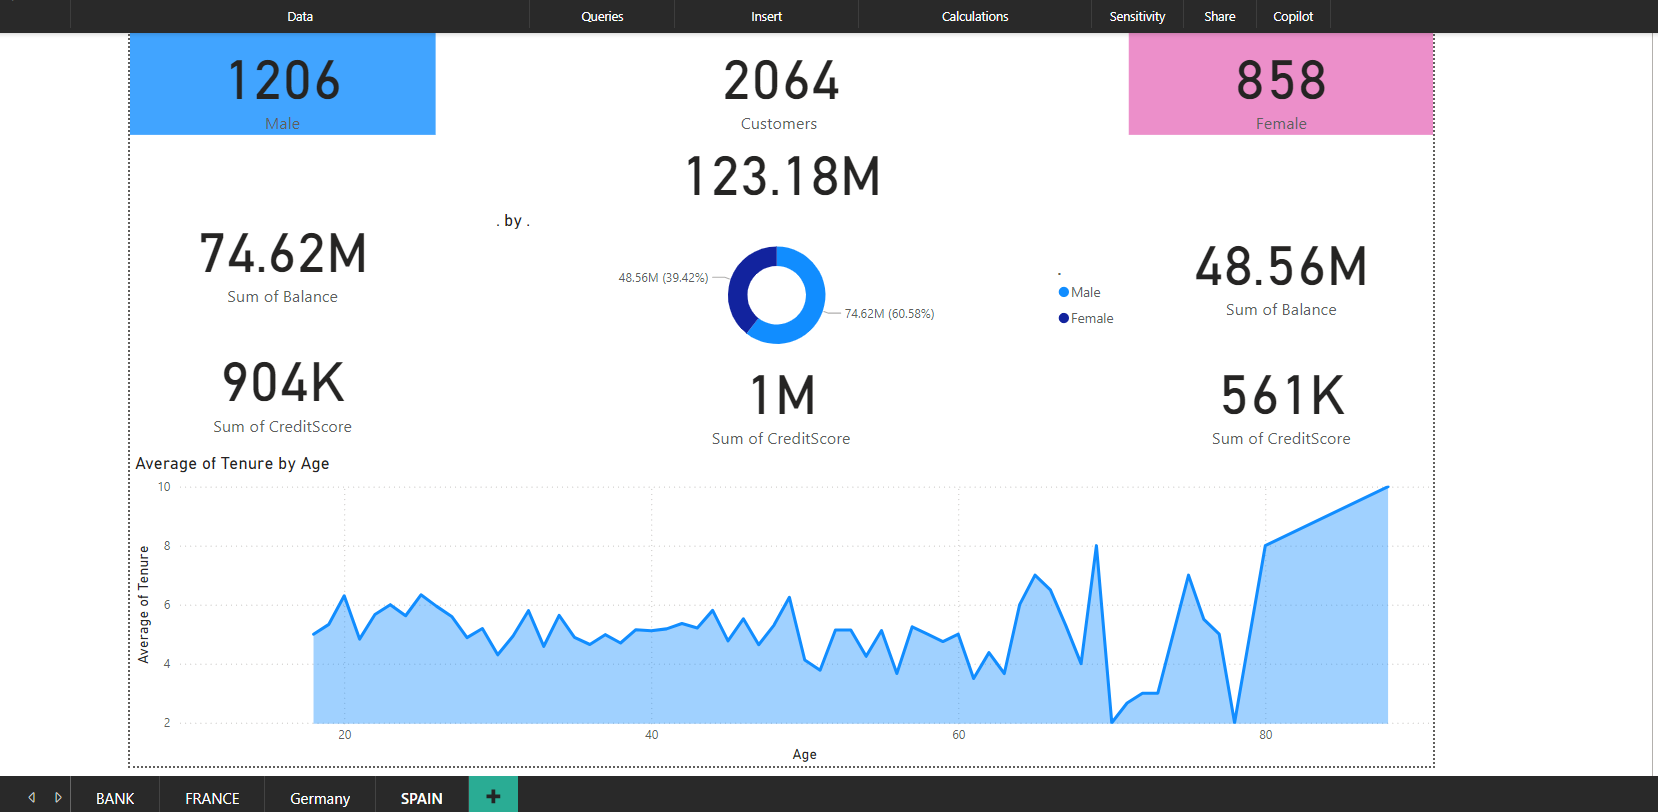 Data Queries Insert Calculations Sensitivity Share Copilot
1206
Male
2064
Customers
858
Female
123.18M
. by .
74.62M
Sum of Balance
48.56M (39.42%)
74.62M (60.58%)
.
Male
Female
48.56M
Sum of Balance
904K
Sum of CreditScore
1M
Sum of CreditScore
561K
Sum of CreditScore
Average of Tenure by Age
10
8
6
4
2
Average of Tenure
20 40 60 80
Age
BANK FRANCE Germany SPAIN +